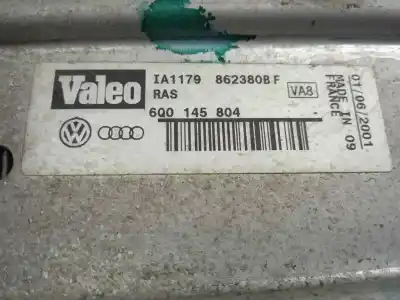 Valeo
IA1179 862380B F
RAS
VA8
6Q0 145 804
01/06/2001
MADE IN 09
FRANCE